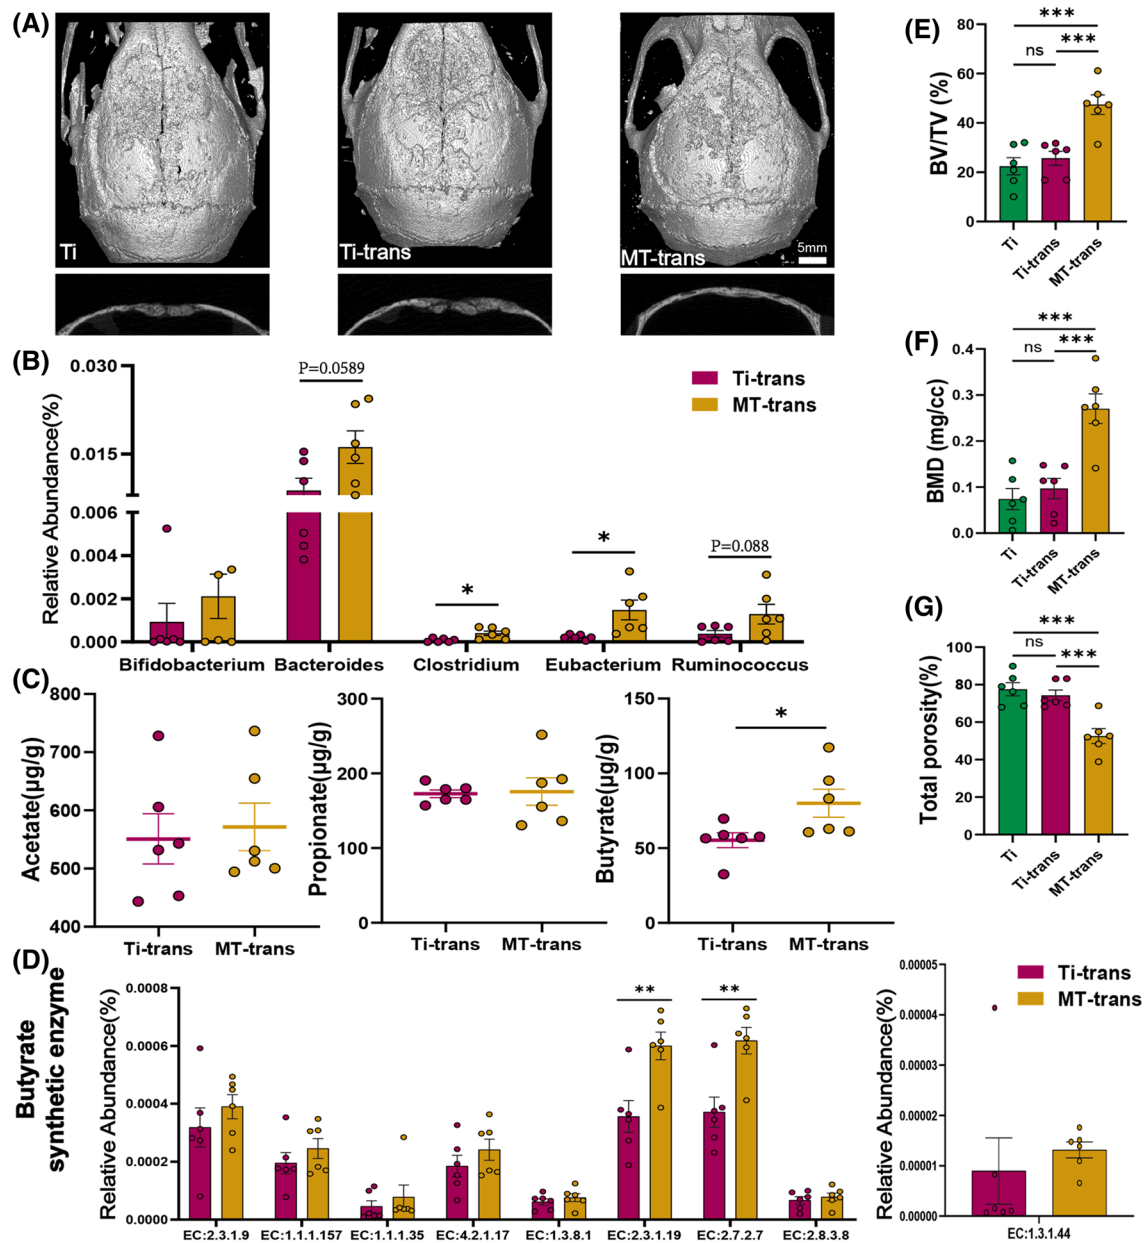 (A)
Ti
Ti-trans
MT-trans
5mm
(E)
BV/TV (%)
80
60
40
20
0
***
ns
***
Ti
Ti-trans
MT-trans
(B)
Relative Abundance(%)
0.030
0.015
0.006
0.004
0.002
0.000
P=0.0589
*
*
P=0.088
Ti-trans
MT-trans
Bifidobacterium
Bacteroides
Clostridium
Eubacterium
Ruminococcus
(F)
BMD (mg/cc)
0.4
0.3
0.2
0.1
0.0
***
ns
***
Ti
Ti-trans
MT-trans
(C)
Acetate(µg/g)
800
700
600
500
400
Ti-trans
MT-trans
Propionate(µg/g)
300
200
100
0
Ti-trans
MT-trans
Butyrate(µg/g)
150
100
50
0
*
Ti-trans
MT-trans
(G)
Total porosity(%)
100
80
60
40
20
0
***
ns
***
Ti
Ti-trans
MT-trans
(D)
Butyrate
synthetic enzyme
Relative Abundance(%)
0.0008
0.0006
0.0004
0.0002
0.0000
**
**
EC:2.3.1.9
EC:1.1.1.157
EC:1.1.1.35
EC:4.2.1.17
EC:1.3.8.1
EC:2.3.1.19
EC:2.7.2.7
EC:2.8.3.8
Relative Abundance(%)
0.00005
0.00004
0.00003
0.00002
0.00001
0.00000
Ti-trans
MT-trans
EC:1.3.1.44